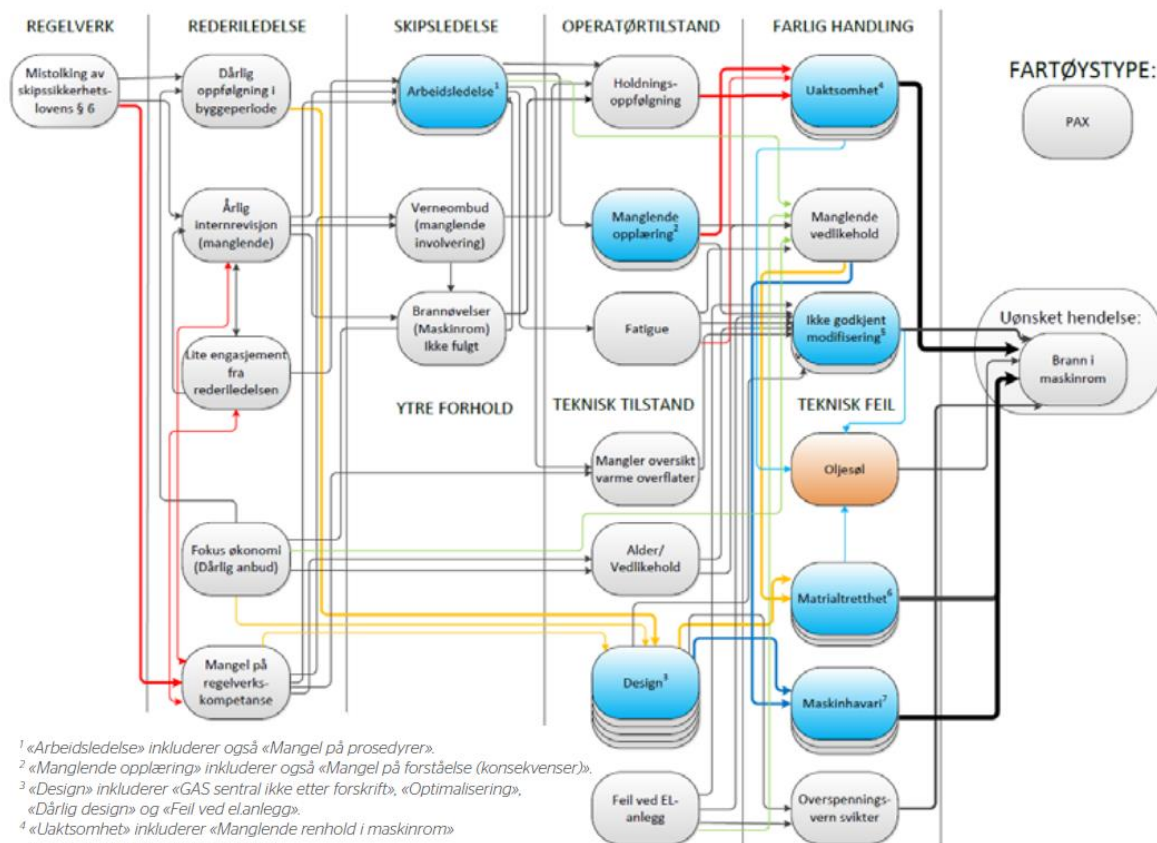 REGELVERK
REDERILEDELSE
SKIPSLEDELSE
OPERATØRTILSTAND
FARLIG HANDLING
Mistolking av
skipssikkerhets-
lovens § 6
Dårlig
oppfølgning i
byggeperiode
Arbeidsledelse¹
Holdnings-
oppfølgning
Uaktsomhet⁴
FARTØYSTYPE:
PAX
Årlig
internrevisjon
(manglende)
Verneombud
(manglende
involvering)
Manglende
opplæring²
Manglende
vedlikehold
Lite engasjement
fra
rederiledelsen
Brannøvelser
(Maskinrom)
Ikke fulgt
Fatigue
Ikke godkjent
modifisering⁵
Uønsket hendelse:
Brann i
maskinrom
YTRE FORHOLD
TEKNISK TILSTAND
TEKNISK FEIL
Mangler oversikt
varme overflater
Oljesøl
Fokus økonomi
(Dårlig anbud)
Alder/
Vedlikehold
Matrialtretthet⁶
Mangel på
regelverks-
kompetanse
Design³
Maskinhavari⁷
Feil ved EL-
anlegg
Overspennings-
vern svikter
¹ «Arbeidsledelse» inkluderer også «Mangel på prosedyrer».
² «Manglende opplæring» inkluderer også «Mangel på forståelse (konsekvenser)».
³ «Design» inkluderer «GAS sentral ikke etter forskrift», «Optimalisering»,
«Dårlig design» og «Feil ved el.anlegg».
⁴ «Uaktsomhet» inkluderer «Manglende renhold i maskinrom»